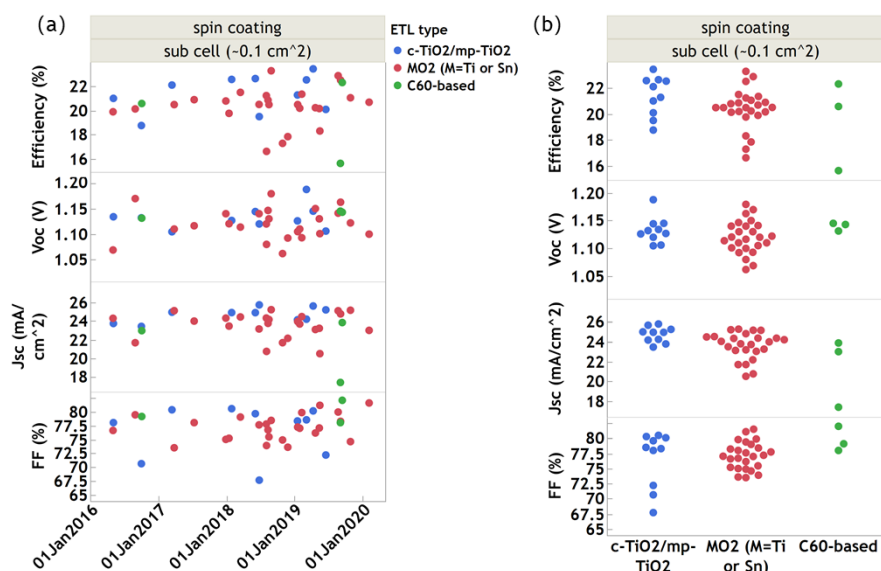 (a)
spin coating
sub cell (~0.1 cm^2)
ETL type
c-TiO2/mp-TiO2
MO2 (M=Ti or Sn)
C60-based
Efficiency (%)
22
20
18
16
Voc (V)
1.20
1.15
1.10
1.05
Jsc (mA/
cm^2)
26
24
22
20
18
16
FF (%)
80
77.5
75
72.5
70
67.5
65
01Jan2016
01Jan2017
01Jan2018
01Jan2019
01Jan2020
(b)
spin coating
sub cell (~0.1 cm^2)
Efficiency (%)
22
20
18
16
Voc (V)
1.20
1.15
1.10
1.05
Jsc (mA/cm^2)
26
24
22
20
18
FF (%)
80
77.5
75
72.5
70
67.5
c-TiO2/mp-
TiO2
MO2 (M=Ti
or Sn)
C60-based